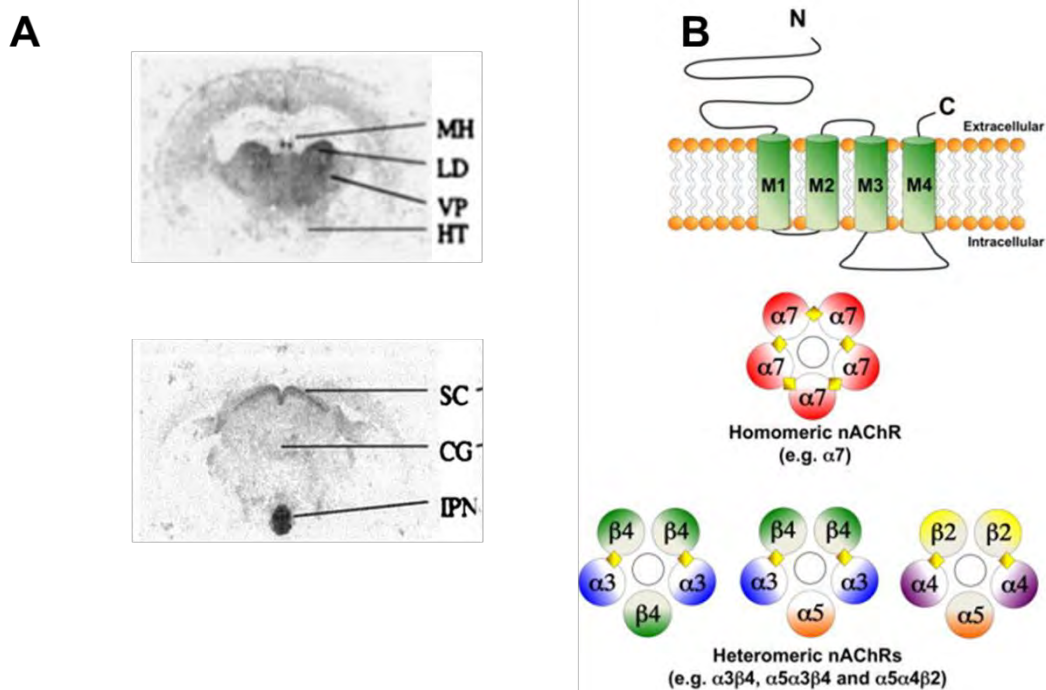 A
MH
LD
VP
HT
SC
CG
IPN
B
N
C
Extracellular
M1 M2 M3 M4
Intracellular
α7 α7
α7 α7
α7
Homomeric nAChR
(e.g. α7)
β4 β4 β4 β4 β2 β2
α3 α3 α3 α3 α4 α4
β4 α5 α5
Heteromeric nAChRs
(e.g. α3β4, α5α3β4 and α5α4β2)